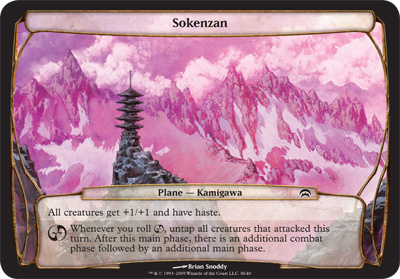 Sokenzan
Plane — Kamigawa
All creatures get +1/+1 and have haste.
Whenever you roll , untap all creatures that attacked this
turn. After this main phase, there is an additional combat
phase followed by an additional main phase.
Brian Snoddy
™ & © 1993–2009 Wizards of the Coast LLC 36/40